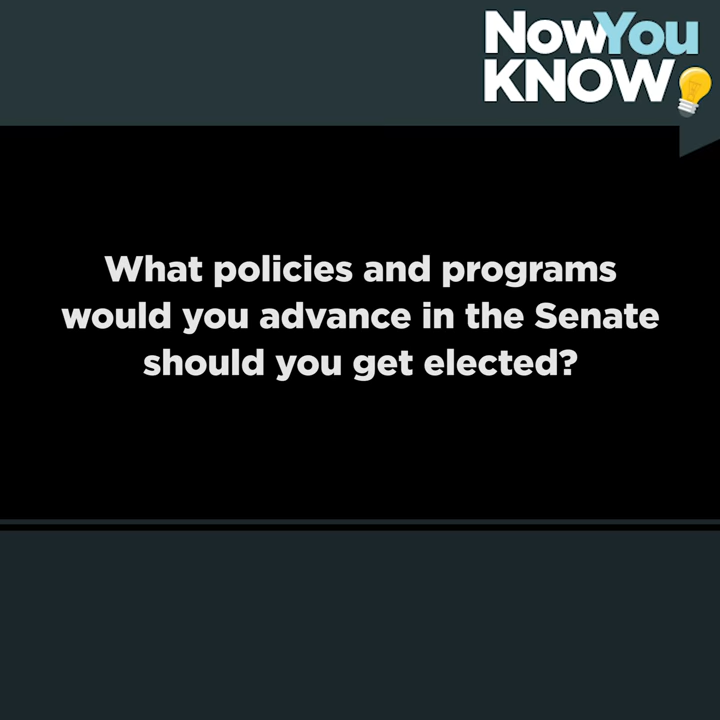 NowYou
KNOW
What policies and programs
would you advance in the Senate
should you get elected?